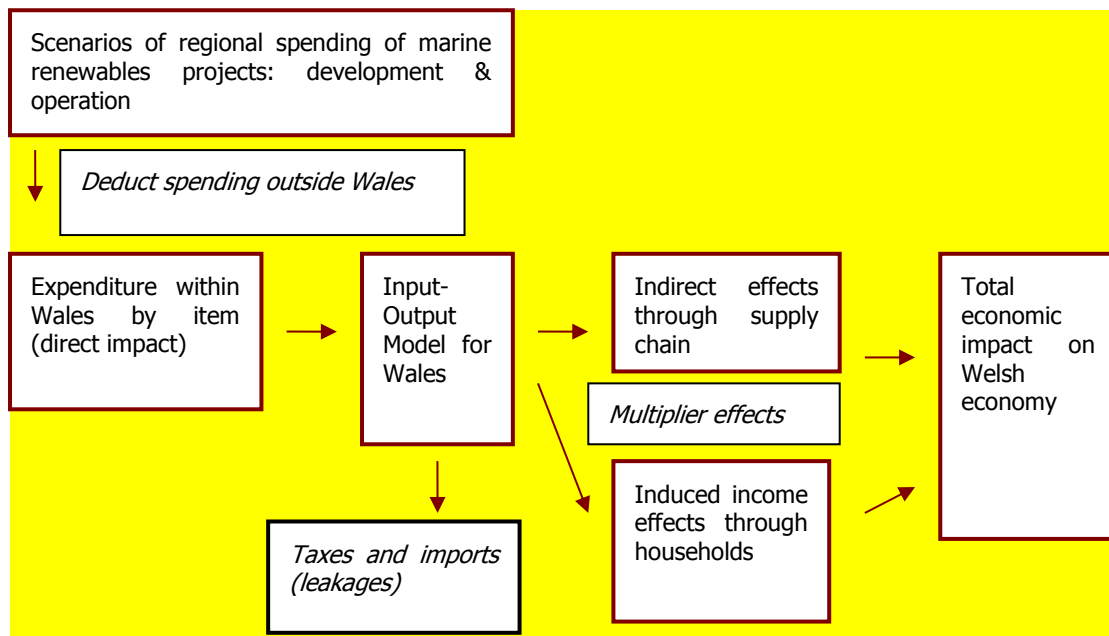 Scenarios of regional spending of marine
renewables projects: development &
operation
Deduct spending outside Wales
Expenditure within
Wales by item
(direct impact)
Input-
Output
Model for
Wales
Indirect effects
through supply
chain
Multiplier effects
Induced income
effects through
households
Total
economic
impact on
Welsh
economy
Taxes and imports
(leakages)